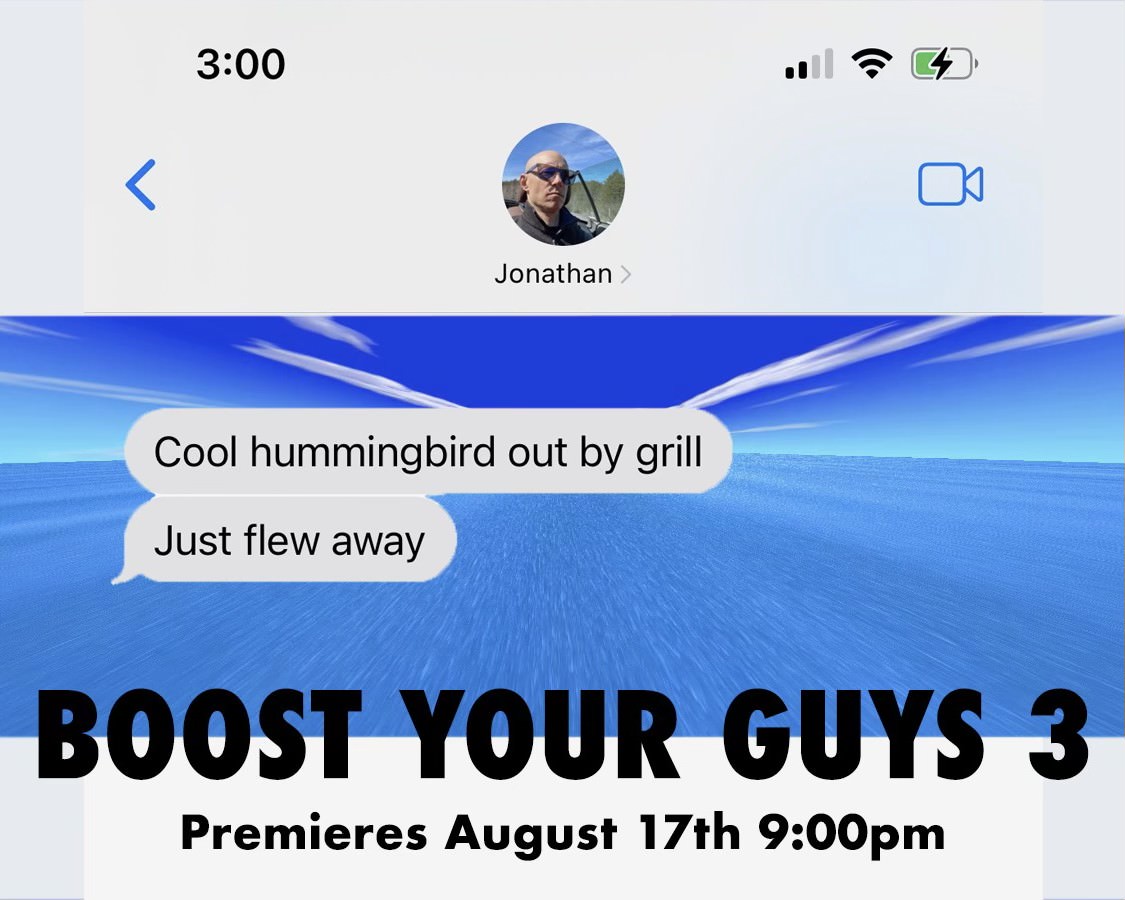 3:00
Jonathan
Cool hummingbird out by grill
Just flew away
BOOST YOUR GUYS 3
Premieres August 17th 9:00pm